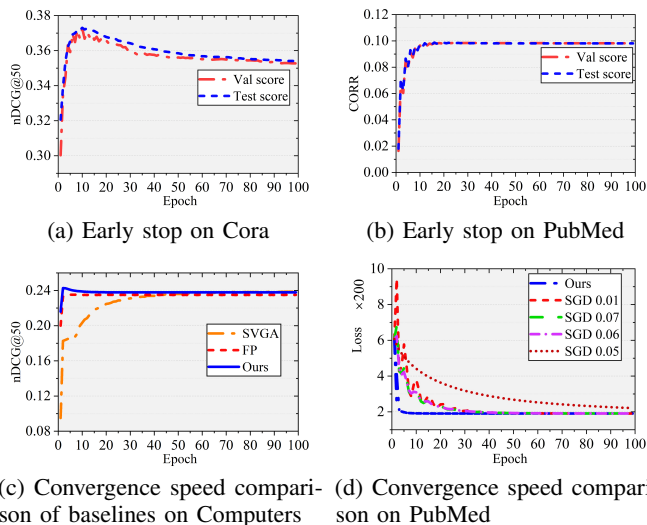 0.38
0.36
0.34
0.32
0.30
nDCG@50
Val score
Test score
0 10 20 30 40 50 60 70 80 90 100
Epoch
(a) Early stop on Cora
0.12
0.10
0.08
0.06
0.04
0.02
0.00
CORR
Val score
Test score
0 10 20 30 40 50 60 70 80 90 100
Epoch
(b) Early stop on PubMed
0.24
0.20
0.16
0.12
0.08
nDCG@50
SVGA
FP
Ours
0 10 20 30 40 50 60 70 80 90 100
Epoch
(c) Convergence speed compari-
son of baselines on Computers
10
8
6
4
2
Loss ×200
Ours
SGD 0.01
SGD 0.07
SGD 0.06
SGD 0.05
0 10 20 30 40 50 60 70 80 90 100
Epoch
(d) Convergence speed compari
son on PubMed